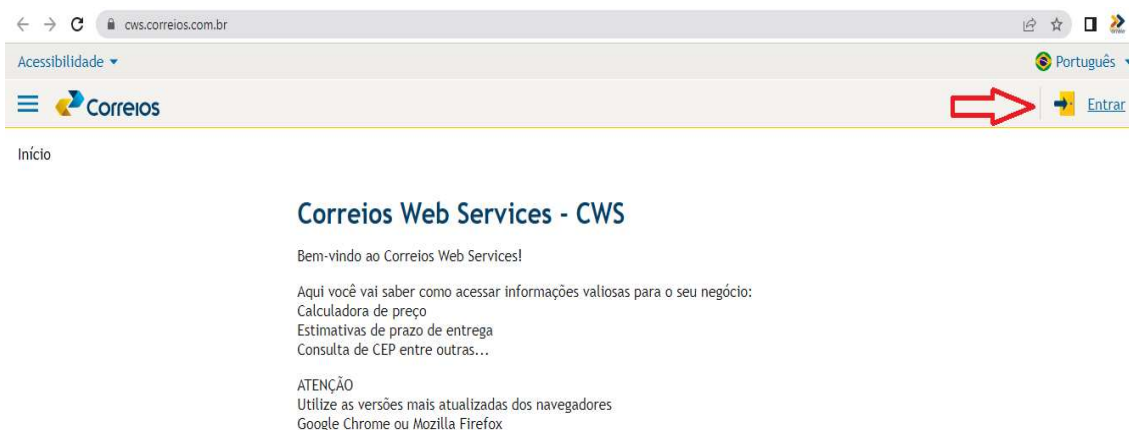 cws.correios.com.br
Acessibilidade
Português
Correios
Entrar
Início
Correios Web Services - CWS
Bem-vindo ao Correios Web Services!
Aqui você vai saber como acessar informações valiosas para o seu negócio:
Calculadora de preço
Estimativas de prazo de entrega
Consulta de CEP entre outras...
ATENÇÃO
Utilize as versões mais atualizadas dos navegadores
Google Chrome ou Mozilla Firefox